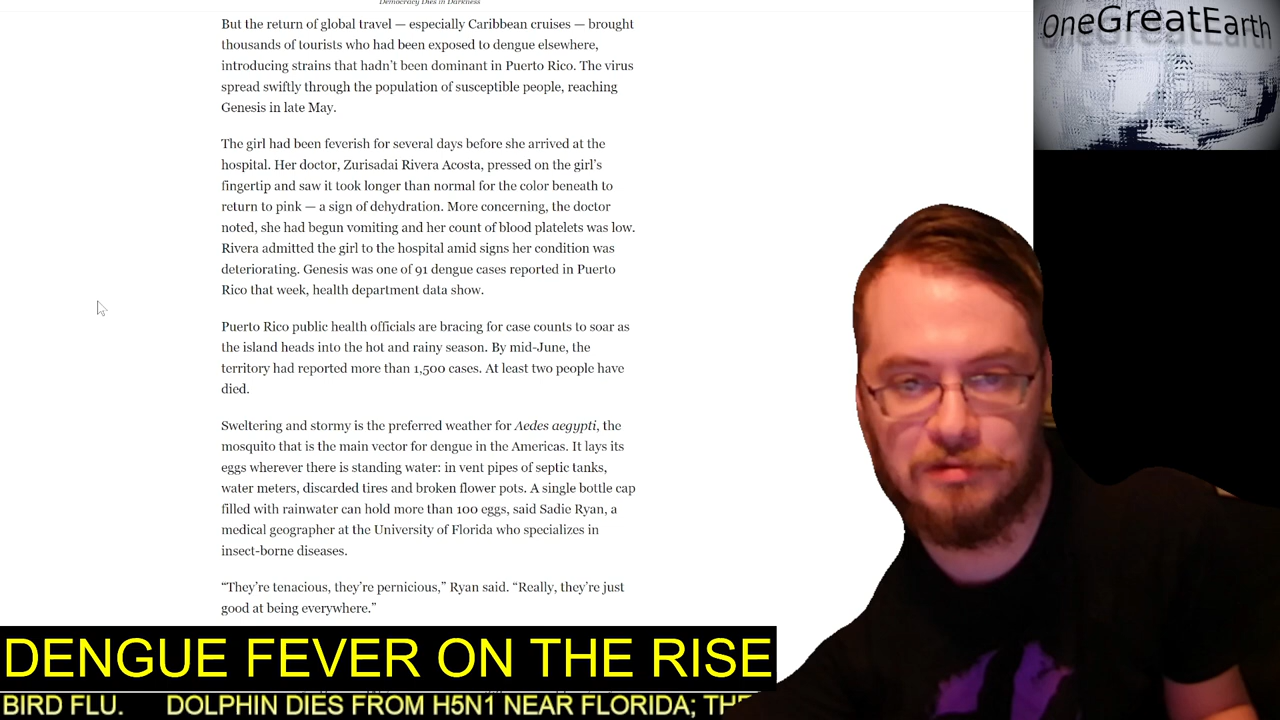 Democracy Dies in Darkness
OneGreatEarth
But the return of global travel — especially Caribbean cruises — brought
thousands of tourists who had been exposed to dengue elsewhere,
introducing strains that hadn't been dominant in Puerto Rico. The virus
spread swiftly through the population of susceptible people, reaching
Genesis in late May.
The girl had been feverish for several days before she arrived at the
hospital. Her doctor, Zurisadai Rivera Acosta, pressed on the girl's
fingertip and saw it took longer than normal for the color beneath to
return to pink — a sign of dehydration. More concerning, the doctor
noted, she had begun vomiting and her count of blood platelets was low.
Rivera admitted the girl to the hospital amid signs her condition was
deteriorating. Genesis was one of 91 dengue cases reported in Puerto
Rico that week, health department data show.
Puerto Rico public health officials are bracing for case counts to soar as
the island heads into the hot and rainy season. By mid-June, the
territory had reported more than 1,500 cases. At least two people have
died.
Sweltering and stormy is the preferred weather for Aedes aegypti, the
mosquito that is the main vector for dengue in the Americas. It lays its
eggs wherever there is standing water: in vent pipes of septic tanks,
water meters, discarded tires and broken flower pots. A single bottle cap
filled with rainwater can hold more than 100 eggs, said Sadie Ryan, a
medical geographer at the University of Florida who specializes in
insect-borne diseases.
“They're tenacious, they're pernicious,” Ryan said. “Really, they're just
good at being everywhere.”
DENGUE FEVER ON THE RISE
BIRD FLU. DOLPHIN DIES FROM H5N1 NEAR FLORIDA;